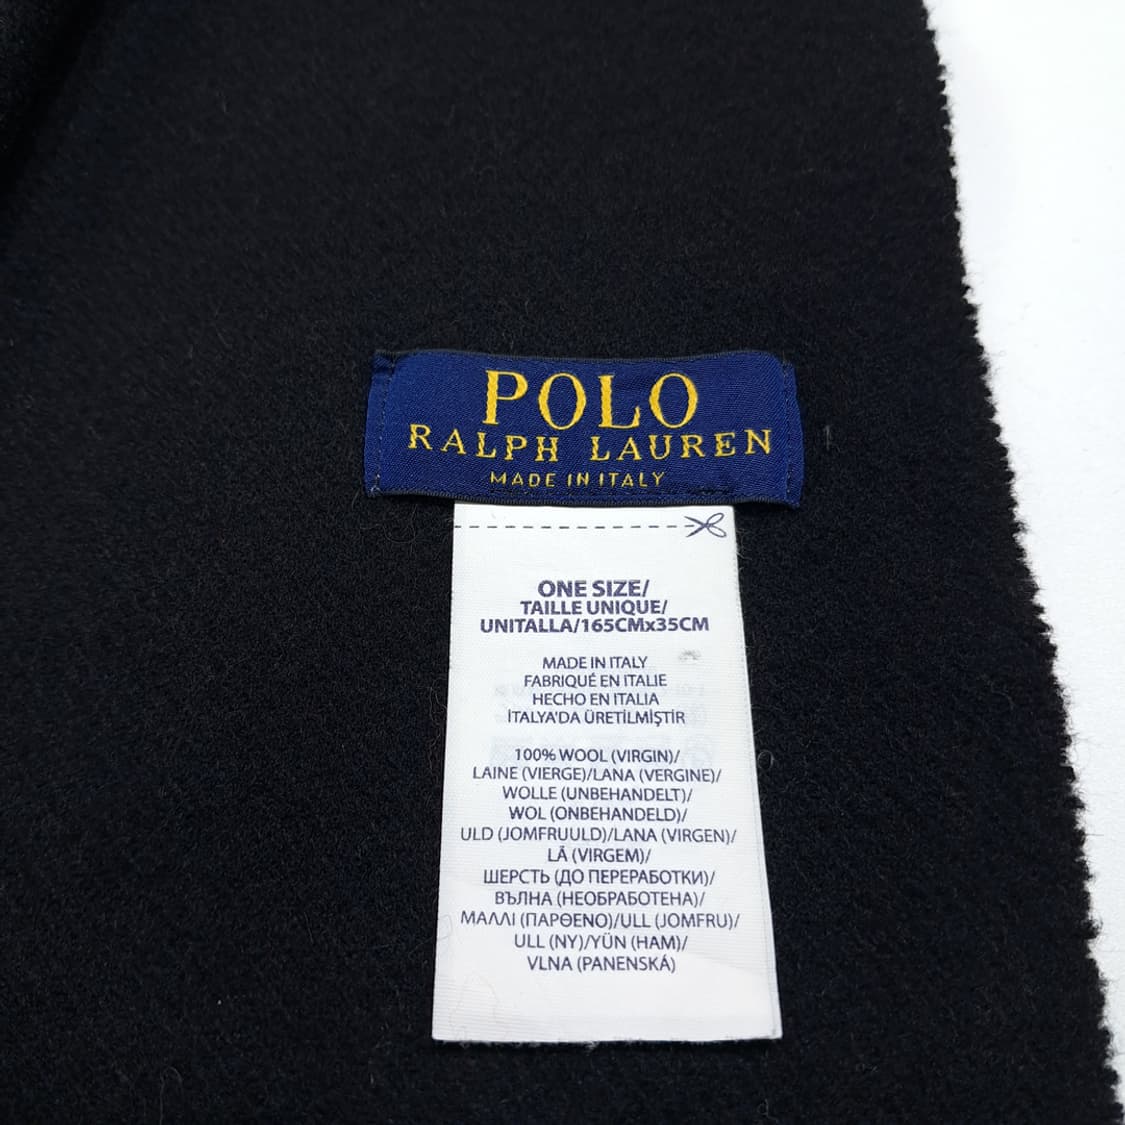 POLO
RALPH LAUREN
MADE IN ITALY
ONE SIZE/
TAILLE UNIQUE/
UNITALLA/165CMx35CM
MADE IN ITALY
FABRIQUÉ EN ITALIE
HECHO EN ITALIA
İTALYA'DA ÜRETİLMİŞTİR
100% WOOL (VIRGIN)/
LAINE (VIERGE)/LANA (VERGINE)/
WOLLE (UNBEHANDELT)/
WOL (ONBEHANDELD)/
ULD (JOMFRUULD)/LANA (VIRGEN)/
LÃ (VIRGEM)/
ШЕРСТЬ (ДО ПЕРЕРАБОТКИ)/
ВЪЛНА (НЕОБРАБОТЕНА)/
ΜΑΛΛΙ (ΠΑΡΘΕΝΟ)/ULL (JOMFRU)/
ULL (NY)/YÜN (HAM)/
VLNA (PANENSKÁ)